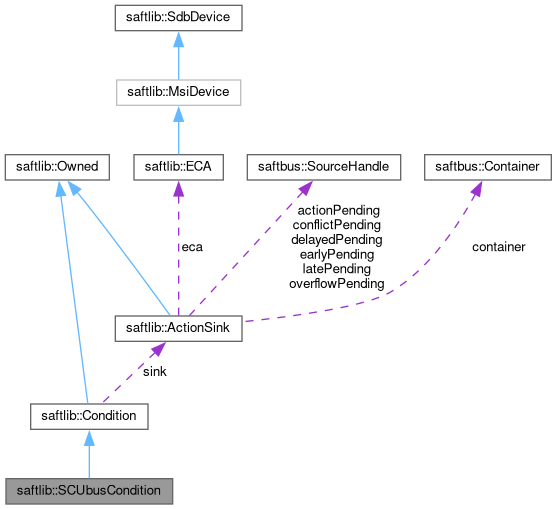 saftlib::SdbDevice
saftlib::MsiDevice
saftlib::Owned
saftlib::ECA
saftbus::SourceHandle
saftbus::Container
eca
actionPending
conflictPending
delayedPending
earlyPending
latePending
overflowPending
container
saftlib::ActionSink
sink
saftlib::Condition
saftlib::SCUbusCondition